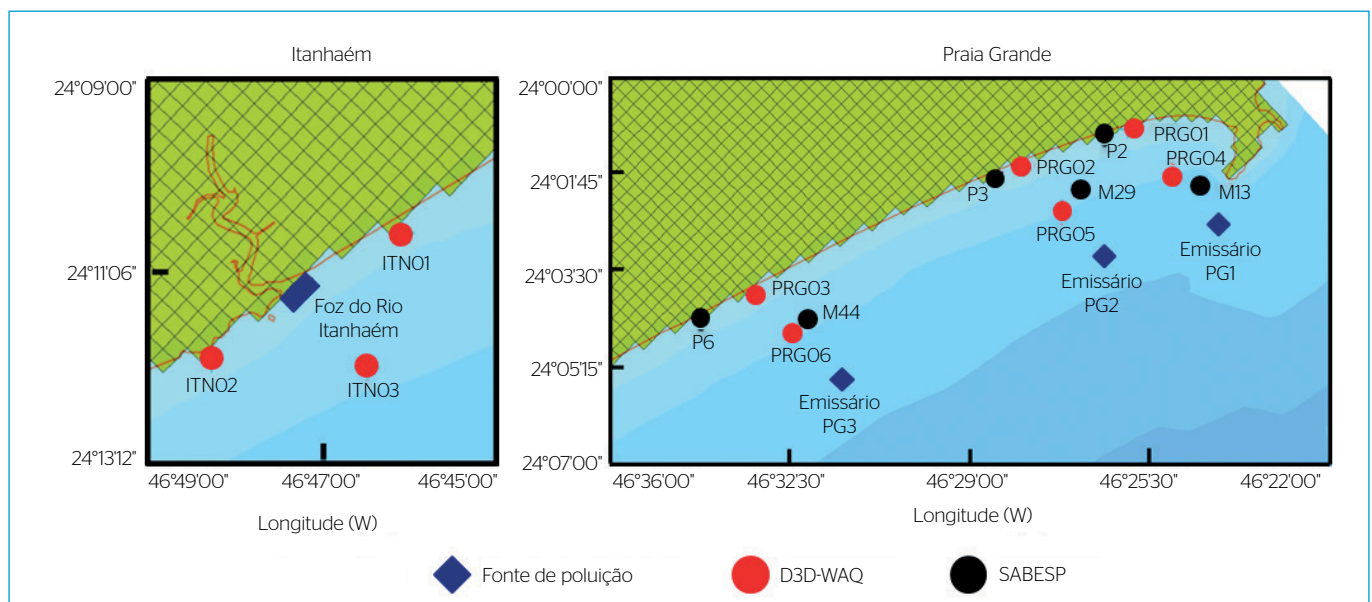 Itanhaém
24°09'00"
24°11'06"
24°13'12"
ITN01
Foz do Rio
Itanhaém
ITN02
ITN03
46°49'00"
46°47'00"
46°45'00"
Longitude (W)
Praia Grande
24°00'00"
24°01'45"
24°03'30"
24°05'15"
24°07'00"
PRG01
P2
PRG04
PRG02
M13
P3
M29
PRG05
Emissário
PG1
Emissário
PG2
PRG03
M44
P6
PRG06
Emissário
PG3
46°36'00"
46°32'30"
46°29'00"
46°25'30"
46°22'00"
Longitude (W)
Fonte de poluição
D3D-WAQ
SABESP